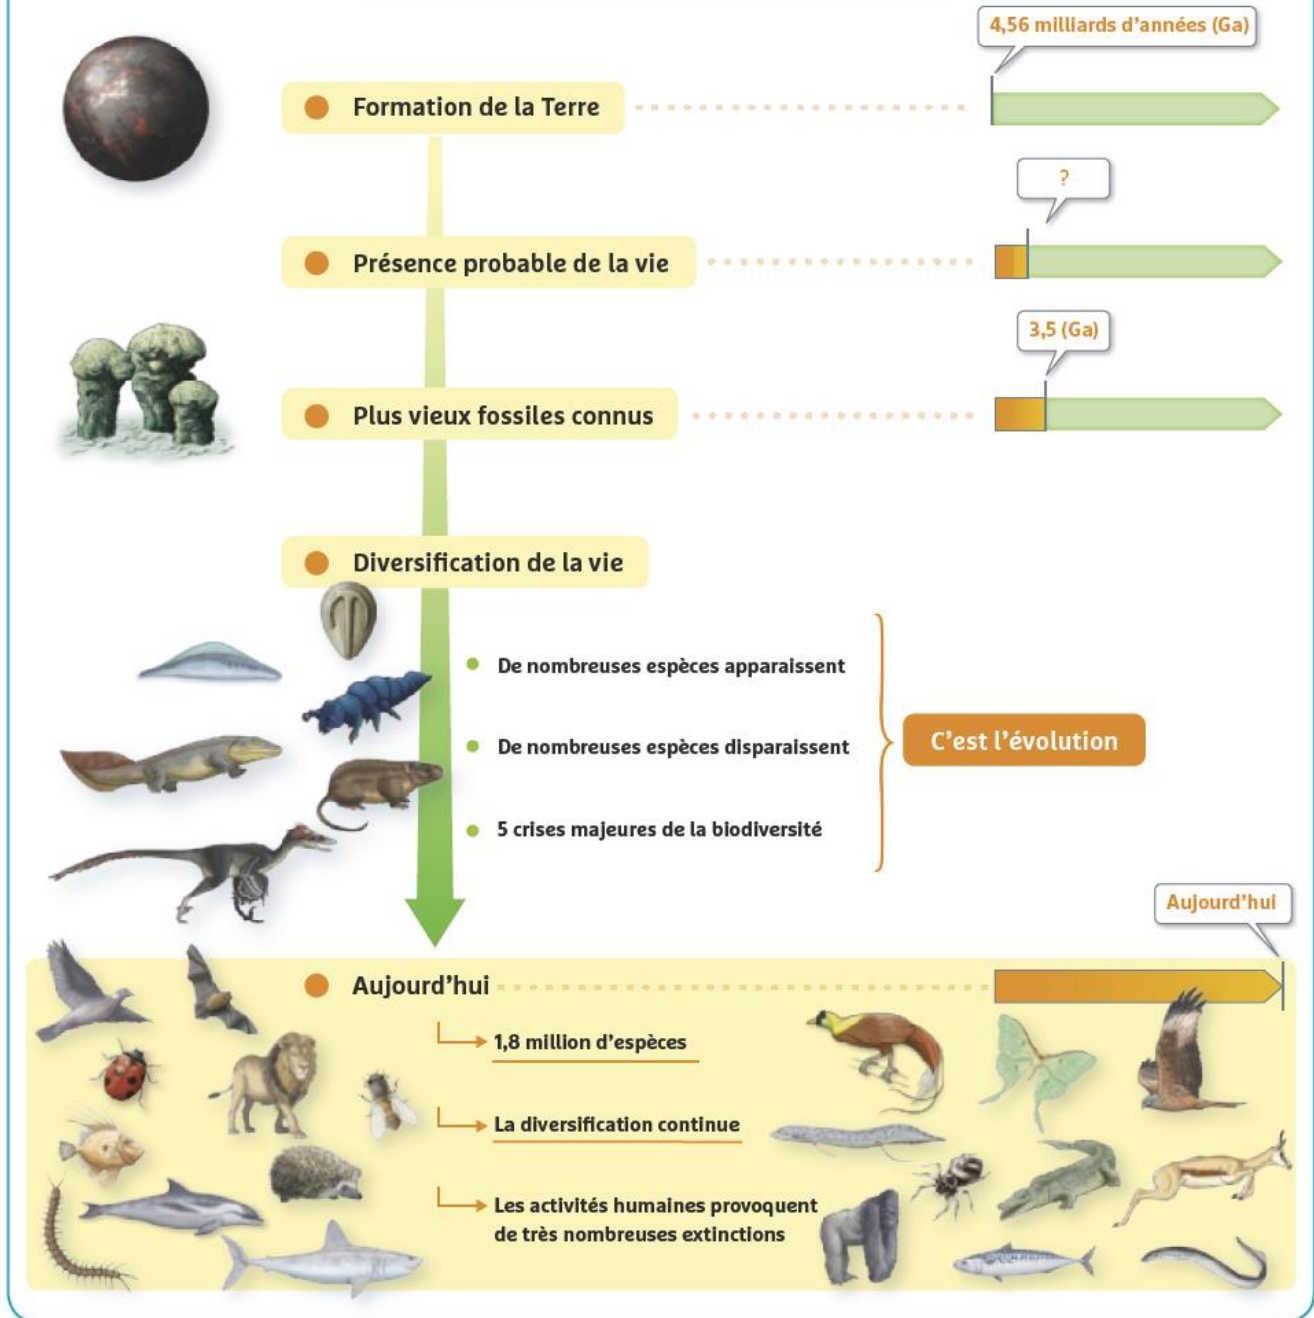 4,56 milliards d'années (Ga)
Formation de la Terre
?
Présence probable de la vie
3,5 (Ga)
Plus vieux fossiles connus
Diversification de la vie
De nombreuses espèces apparaissent
De nombreuses espèces disparaissent
C'est l'évolution
5 crises majeures de la biodiversité
Aujourd'hui
Aujourd'hui
1,8 million d'espèces
La diversification continue
Les activités humaines provoquent
de très nombreuses extinctions